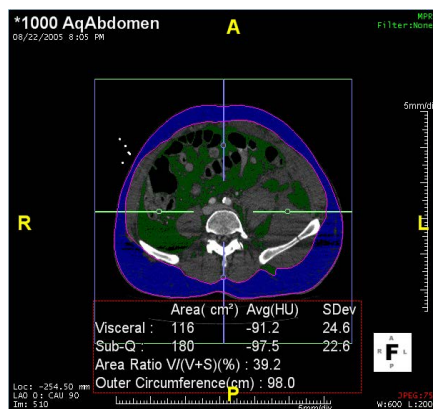 *1000 AqAbdomen
08/22/2005 8:05 PM
A
MPR
Filter:None
5mm/div
R
L
Area( cm²) Avg(HU) SDev
Visceral : 116 -91.2 24.6
Sub-Q : 180 -97.5 22.6
Area Ratio V/(V+S)(%) : 39.2
Outer Circumference(cm) : 98.0
A
R F L
P
Loc: -254.50 mm
LAO 0: CAU 90
Im: 510
P
5mm/div
JPEG:75
W:600 L:200